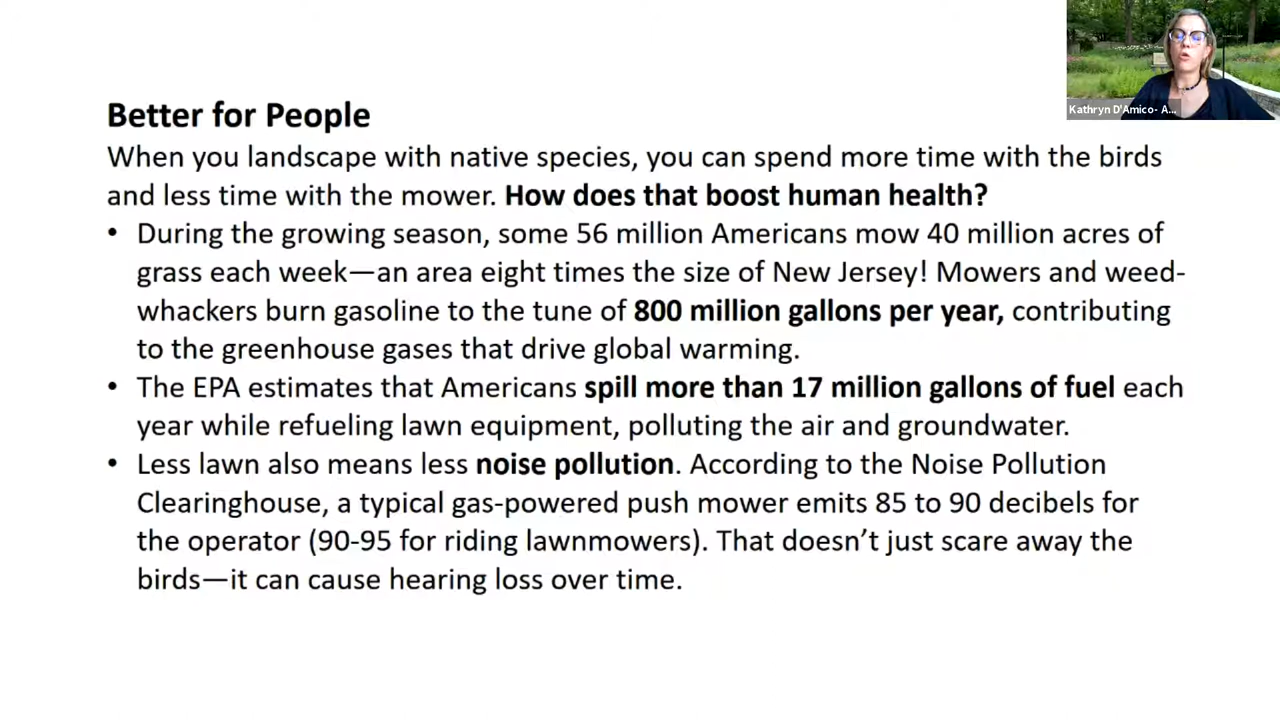 Better for People
When you landscape with native species, you can spend more time with the birds
and less time with the mower. How does that boost human health?
• During the growing season, some 56 million Americans mow 40 million acres of
grass each week—an area eight times the size of New Jersey! Mowers and weed-
whackers burn gasoline to the tune of 800 million gallons per year, contributing
to the greenhouse gases that drive global warming.
• The EPA estimates that Americans spill more than 17 million gallons of fuel each
year while refueling lawn equipment, polluting the air and groundwater.
• Less lawn also means less noise pollution. According to the Noise Pollution
Clearinghouse, a typical gas-powered push mower emits 85 to 90 decibels for
the operator (90-95 for riding lawnmowers). That doesn’t just scare away the
birds—it can cause hearing loss over time.
Kathryn D'Amico- A...